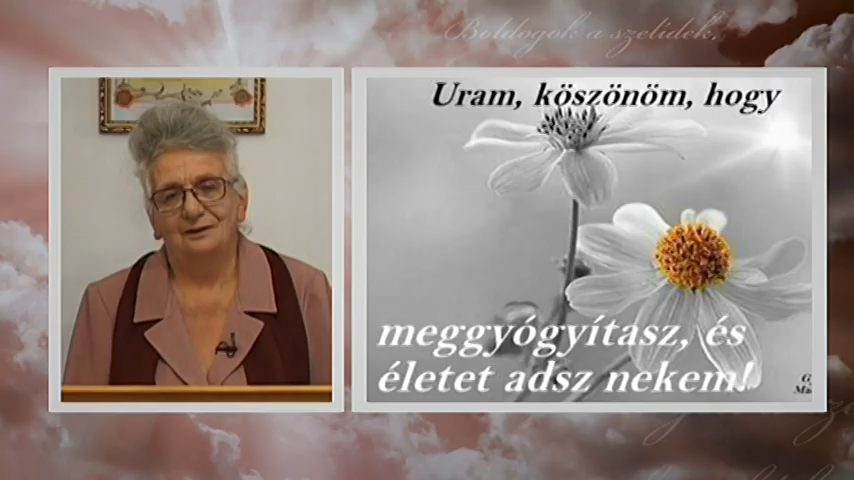 Boldogok a szelídek,
Uram, köszönöm, hogy
meggyógyítasz, és
életet adsz nekem!